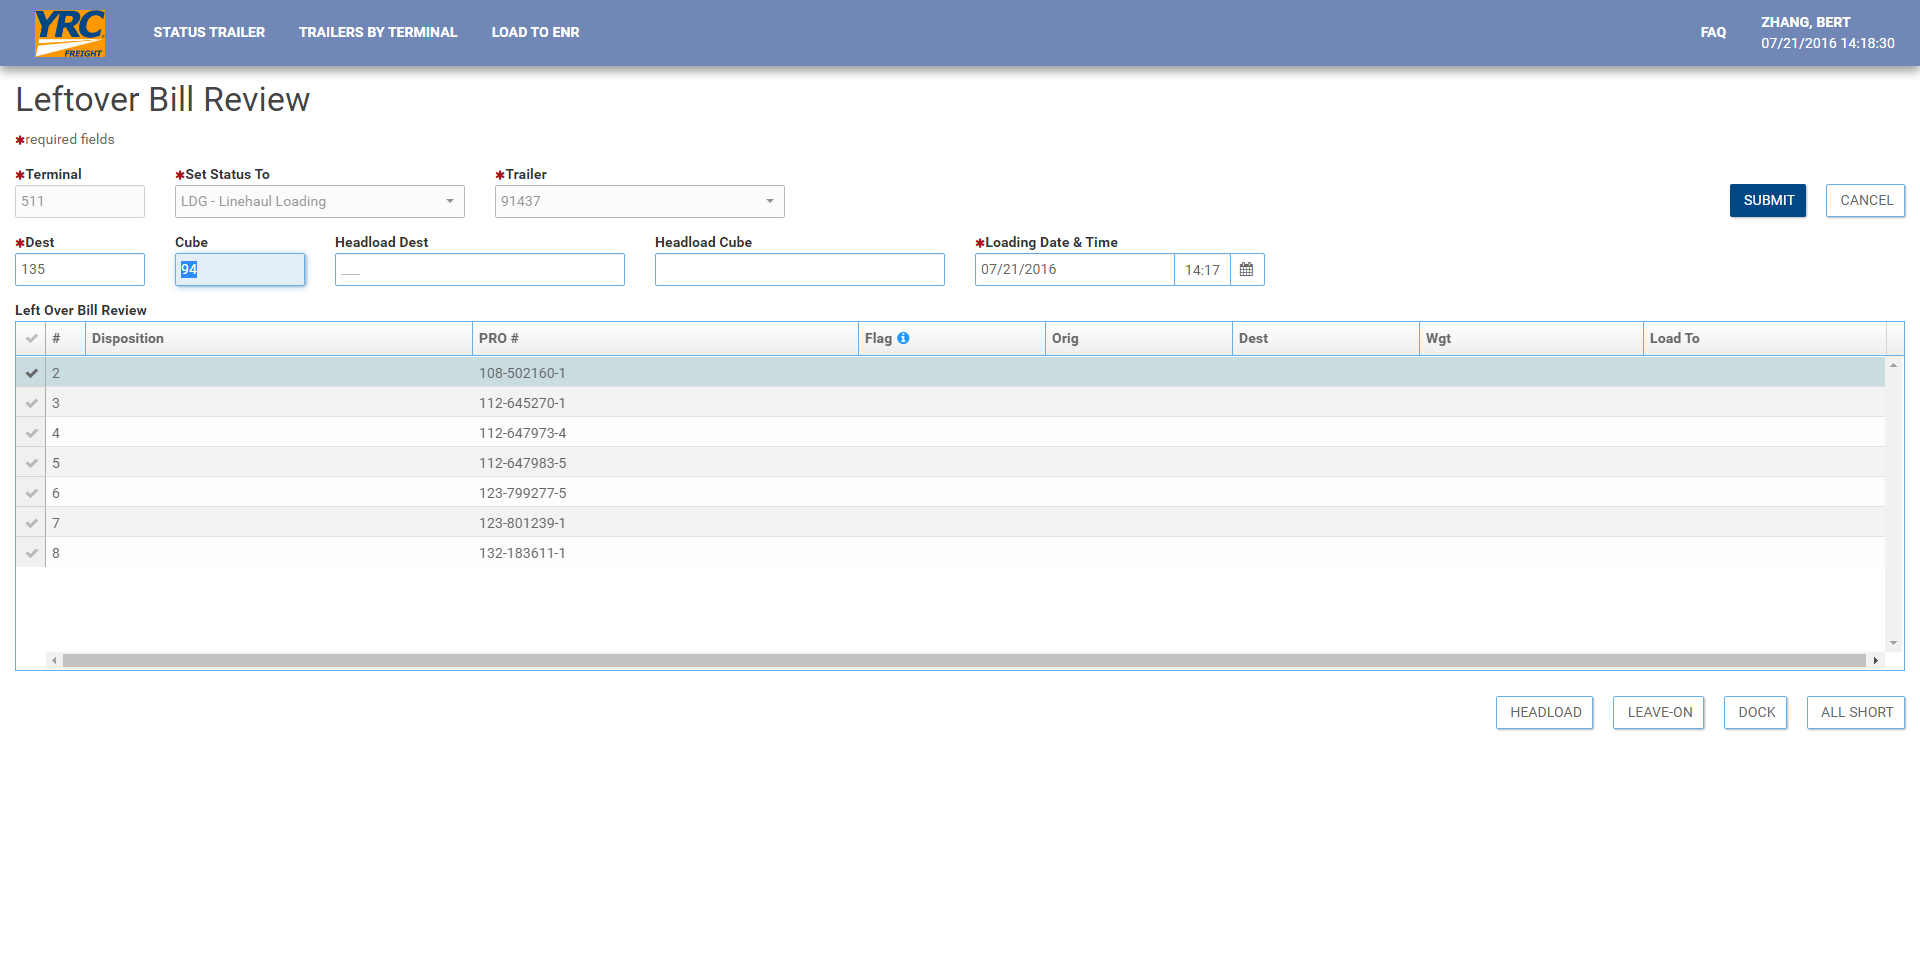 YRC FREIGHT STATUS TRAILER TRAILERS BY TERMINAL LOAD TO ENR FAQ ZHANG, BERT
07/21/2016 14:18:30
Leftover Bill Review
*required fields
*Terminal *Set Status To *Trailer
511 LDG - Linehaul Loading 91437 SUBMIT CANCEL
*Dest Cube Headload Dest Headload Cube *Loading Date & Time
135 94 ___ 07/21/2016 14:17
Left Over Bill Review
# Disposition PRO # Flag Orig Dest Wgt Load To
2 108-502160-1
3 112-645270-1
4 112-647973-4
5 112-647983-5
6 123-799277-5
7 123-801239-1
8 132-183611-1
HEADLOAD LEAVE-ON DOCK ALL SHORT